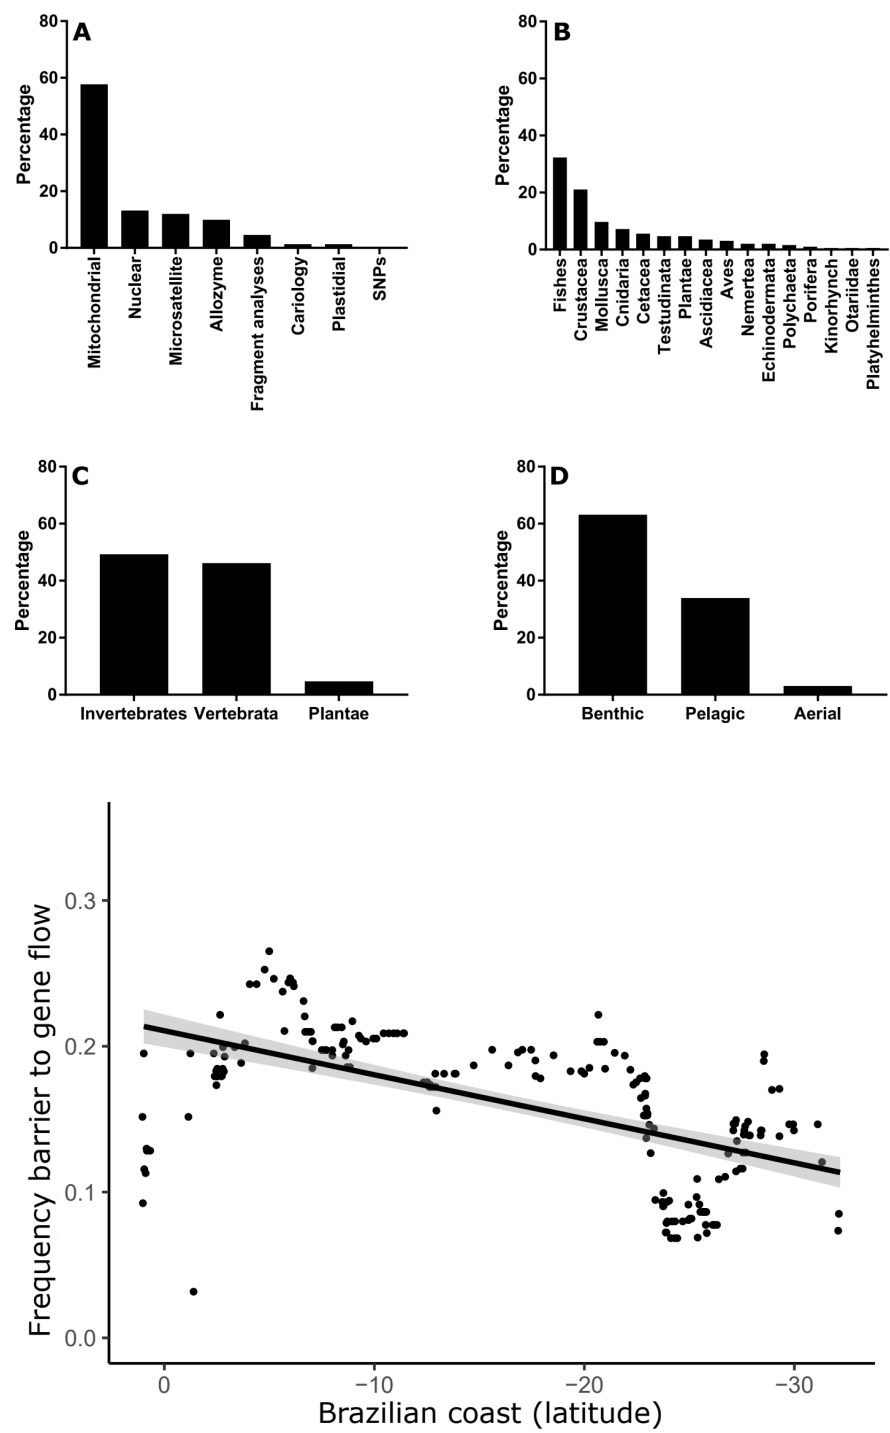 A
Percentage
80
60
40
20
0
Mitochondrial
Nuclear
Microsatellite
Allozyme
Fragment analyses
Cariology
Plastidial
SNPs
B
Percentage
80
60
40
20
0
Fishes
Crustacea
Mollusca
Cnidaria
Cetacea
Testudinata
Plantae
Ascidiacea
Aves
Nemertea
Echinodermata
Polychaeta
Porifera
Kinorhynch
Otariidae
Platyhelminthes
C
Percentage
80
60
40
20
0
Invertebrates Vertebrata Plantae
D
Percentage
80
60
40
20
0
Benthic Pelagic Aerial
Frequency barrier to gene flow
0.3
0.2
0.1
0.0
0 −10 −20 −30
Brazilian coast (latitude)